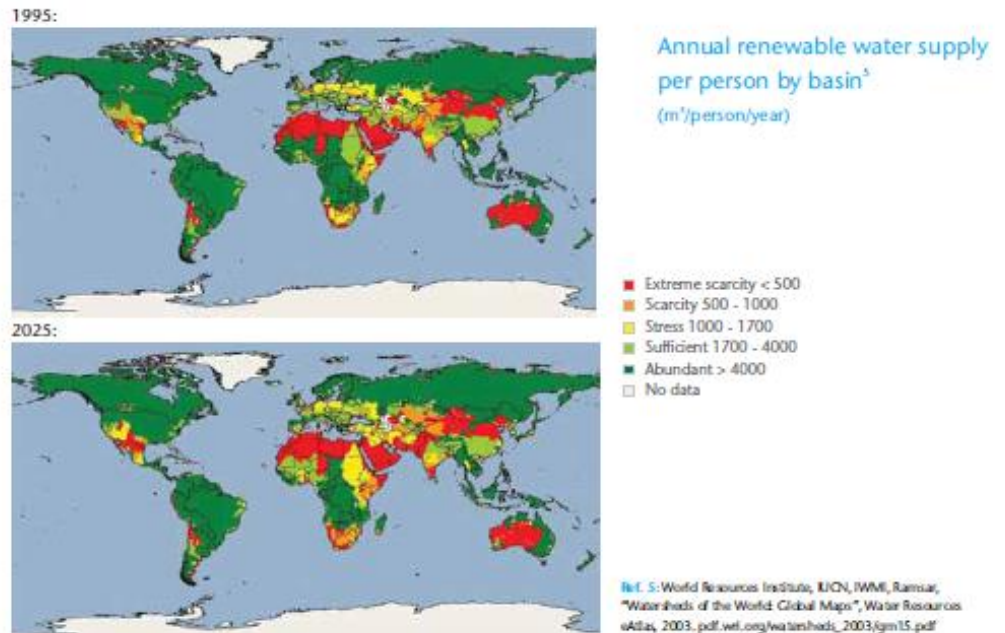 1995:
Annual renewable water supply
per person by basin⁵
(m³/person/year)
Extreme scarcity < 500
Scarcity 500 - 1000
Stress 1000 - 1700
Sufficient 1700 - 4000
Abundant > 4000
No data
2025:
Ref. 5: World Resources Institute, IUCN, IWMI, Ramsar,
"Watersheds of the World: Global Maps", Water Resources
eAtlas, 2003. pdf.wri.org/watersheds_2003/gm15.pdf